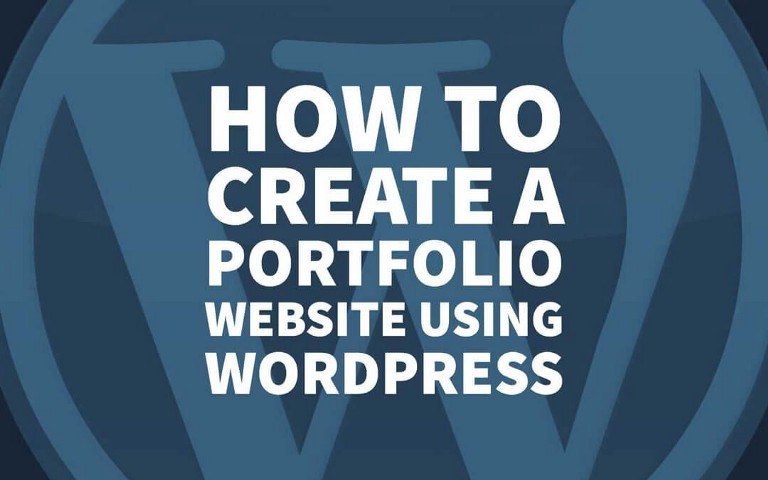 HOW TO
CREATE A
PORTFOLIO
WEBSITE USING
WORDPRESS